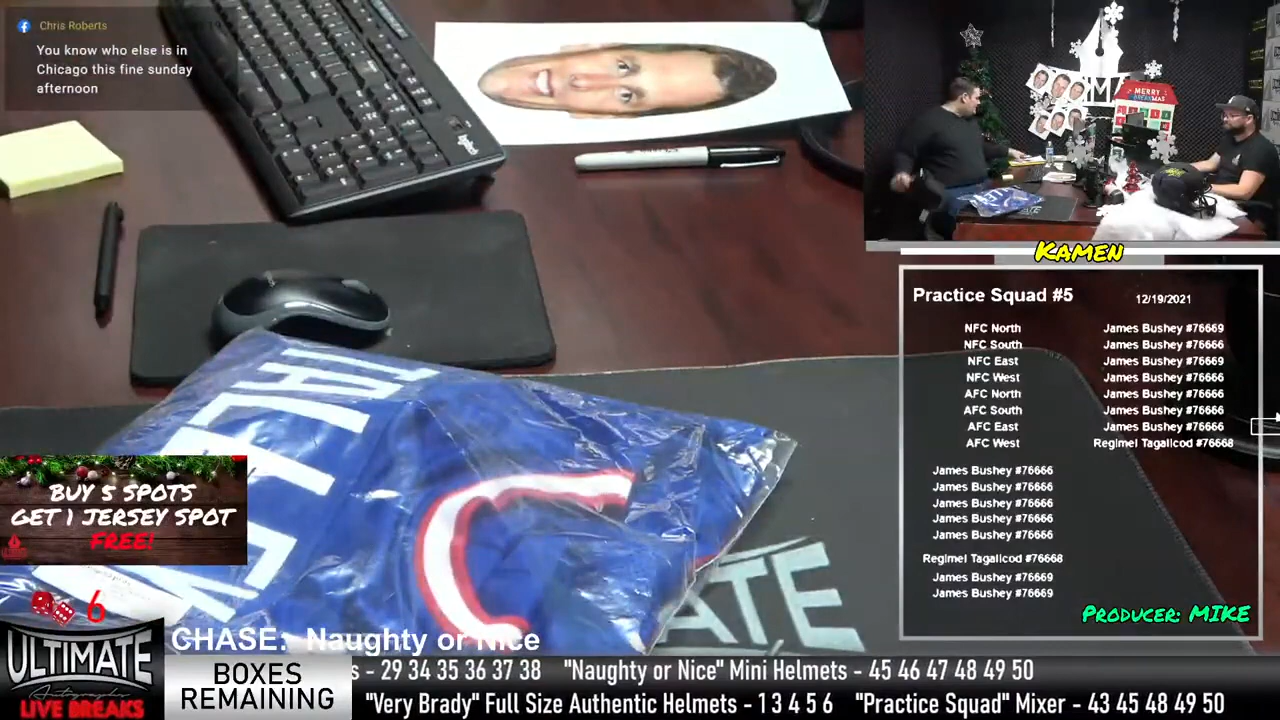 Chris Roberts
You know who else is in
Chicago this fine sunday
afternoon
MERRY
KAMEN
Practice Squad #5
12/19/2021
NFC North James Bushey #76669
NFC South James Bushey #76666
NFC East James Bushey #76669
NFC West James Bushey #76666
AFC North James Bushey #76666
AFC South James Bushey #76666
AFC East James Bushey #76666
AFC West Regimel Tagalicod #76668
James Bushey #76666
James Bushey #76666
James Bushey #76666
James Bushey #76666
James Bushey #76666
Regimel Tagalicod #76668
James Bushey #76669
James Bushey #76669
PRODUCER: MIKE
BUY 5 SPOTS
GET 1 JERSEY SPOT
FREE!
6
ATE
ULTIMATE
Autographs
LIVE BREAKS
CHASE: Naughty or Nice
BOXES
REMAINING
s - 29 34 35 36 37 38 "Naughty or Nice" Mini Helmets - 45 46 47 48 49 50
"Very Brady" Full Size Authentic Helmets - 1 3 4 5 6 "Practice Squad" Mixer - 43 45 48 49 50